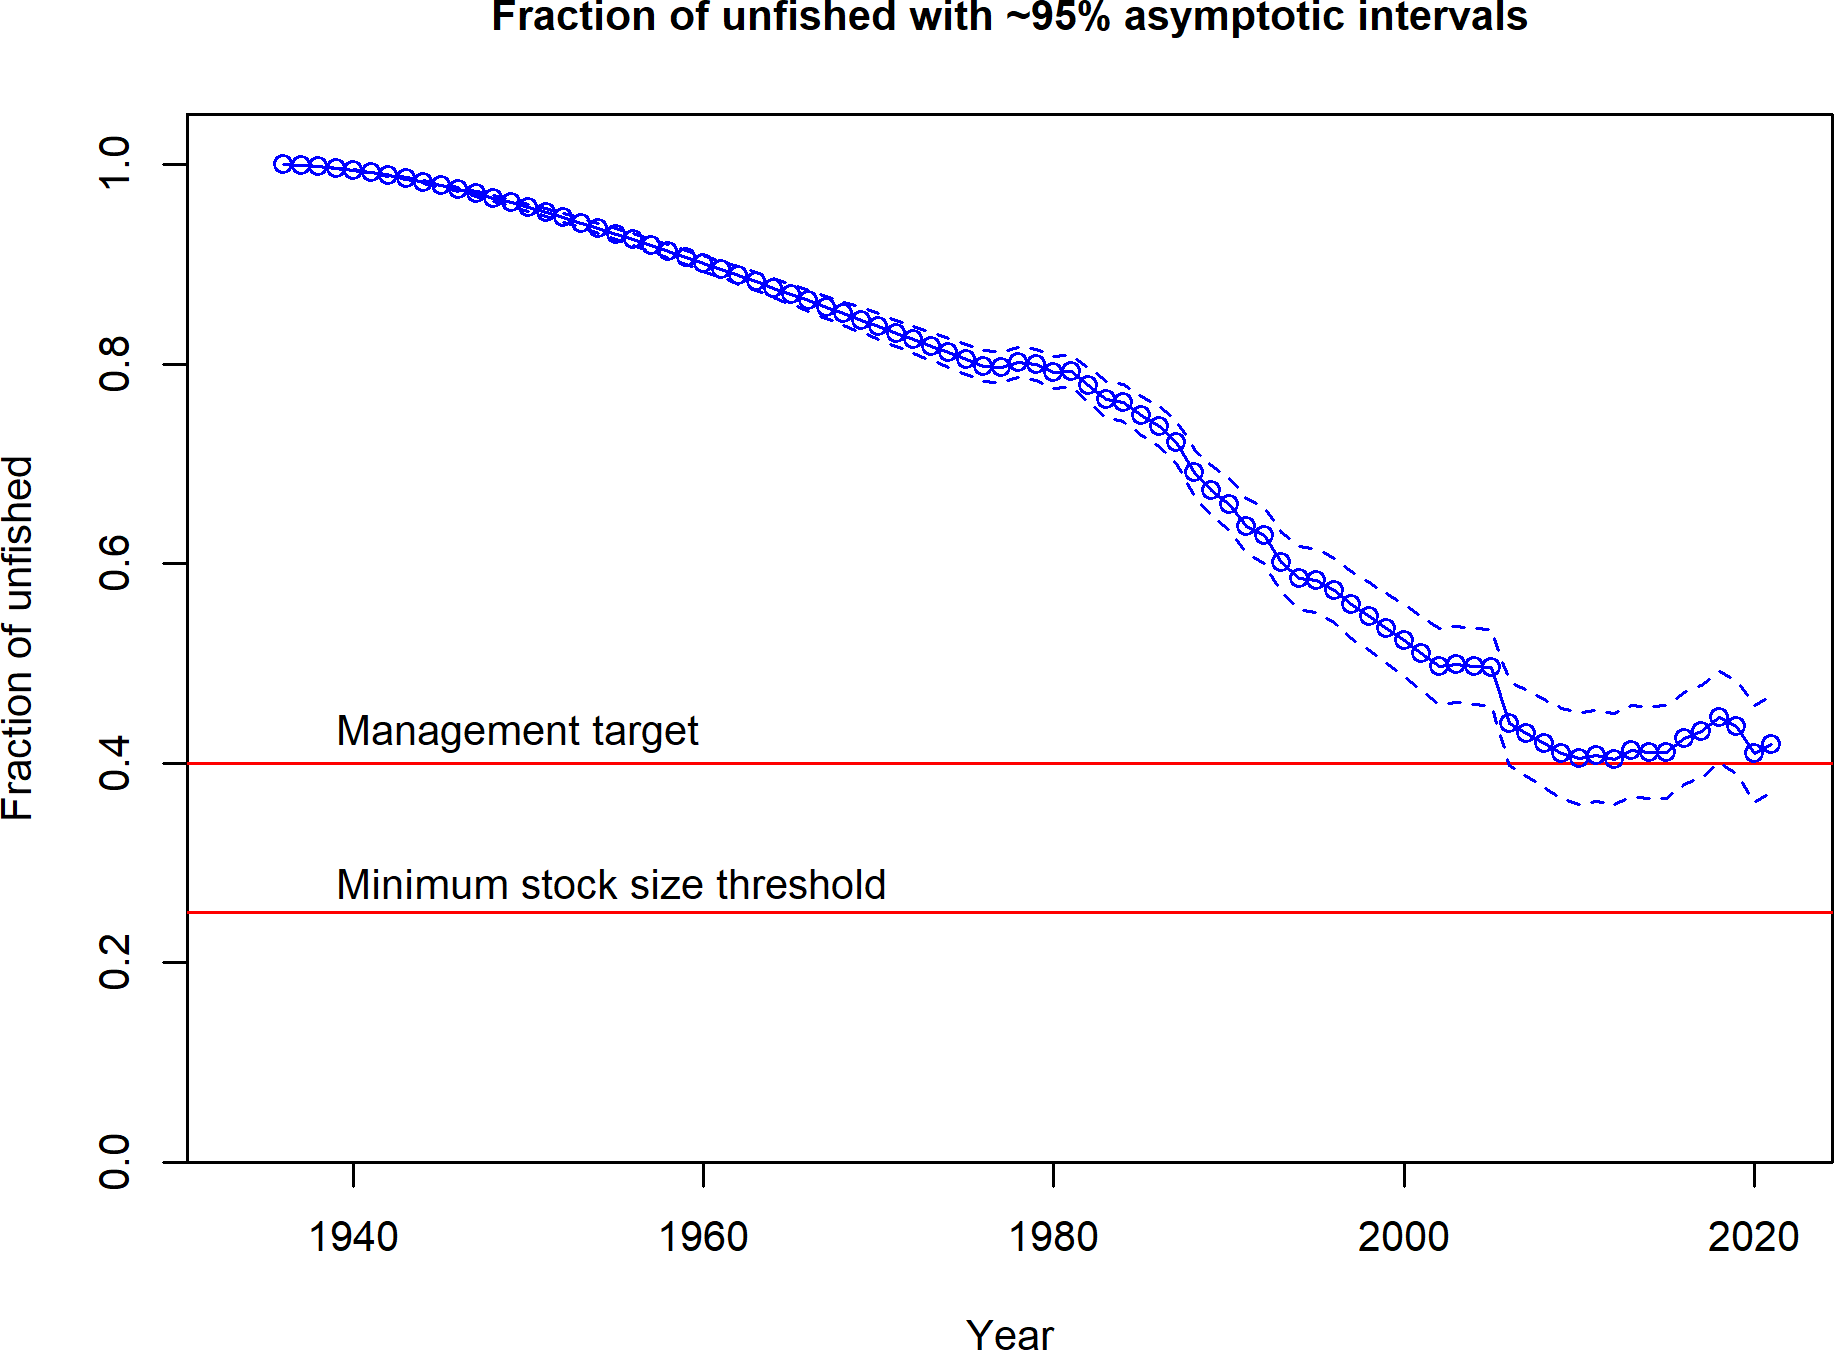 Fraction of unfished with ~95% asymptotic intervals
Fraction of unfished
1.0
0.8
0.6
0.4
0.2
0.0
Management target
Minimum stock size threshold
1940 1960 1980 2000 2020
Year